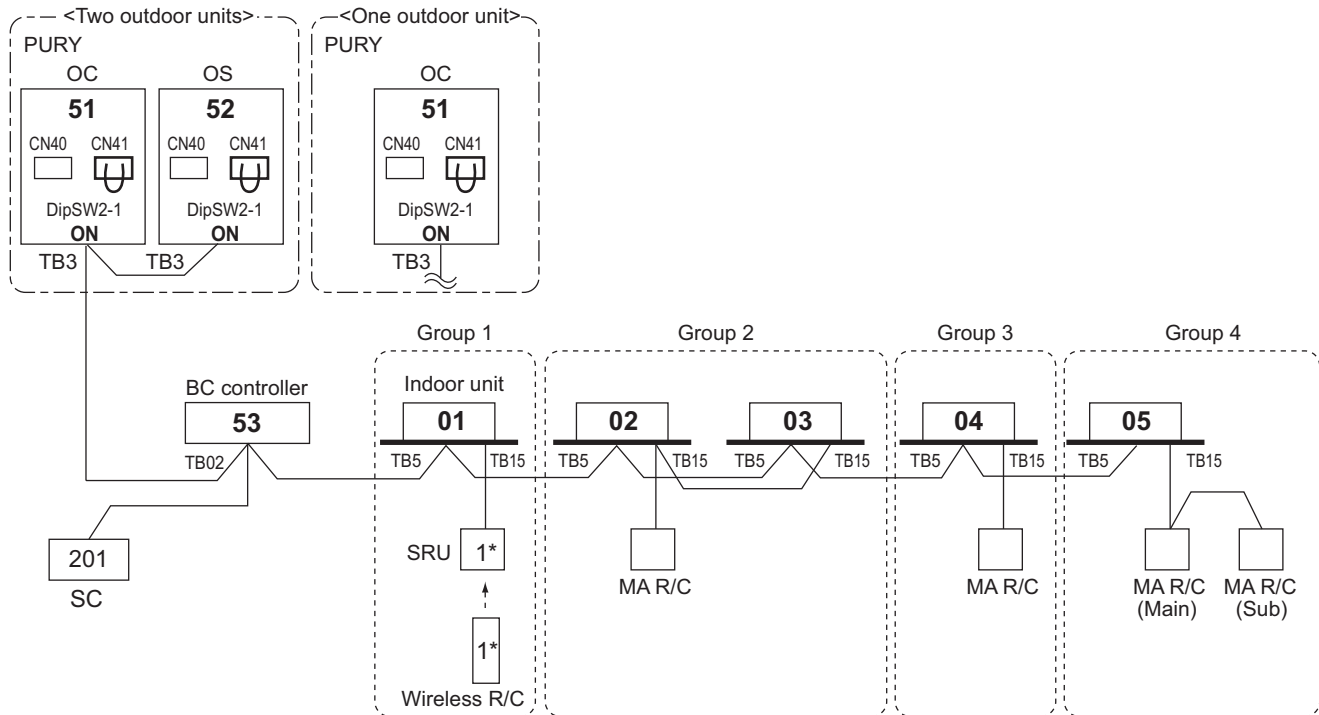 <Two outdoor units>
<One outdoor unit>
PURY
PURY
OC
OS
OC
51
52
51
CN40
CN41
CN40
CN41
CN40
CN41
DipSW2-1
DipSW2-1
DipSW2-1
ON
ON
ON
TB3
TB3
TB3
Group 1
Group 2
Group 3
Group 4
BC controller
Indoor unit
53
01
02
03
04
05
TB02
TB5
TB15
TB5
TB15
TB5
TB15
TB5
TB15
TB5
TB15
201
SC
SRU
1*
MA R/C
MA R/C
MA R/C
(Main)
MA R/C
(Sub)
1*
Wireless R/C